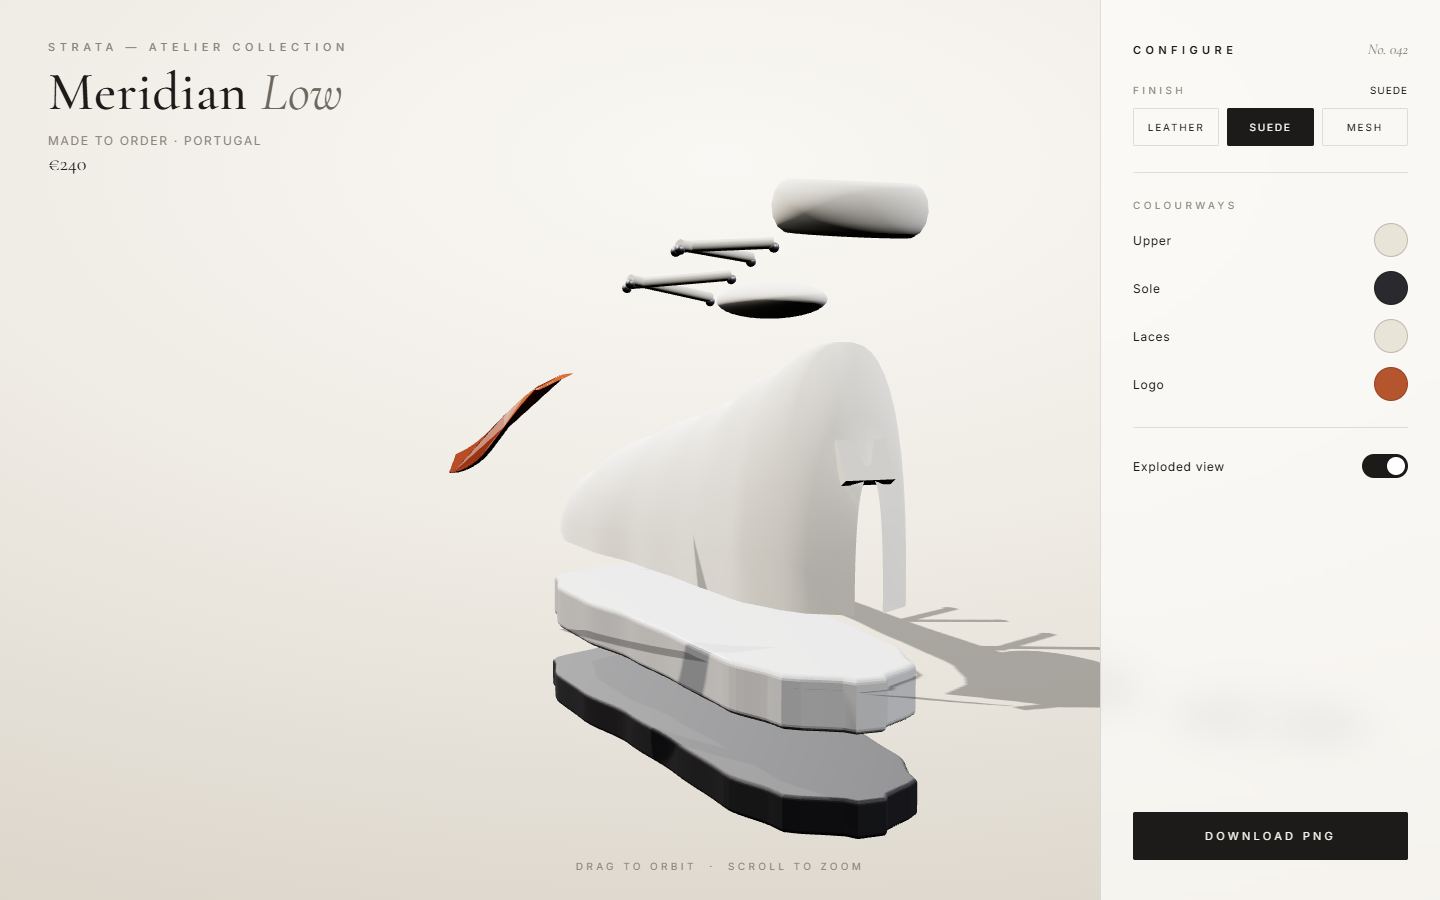 STRATA — ATELIER COLLECTION
Meridian Low
MADE TO ORDER · PORTUGAL
€240
CONFIGURE
No. 042
FINISH
SUEDE
LEATHER
SUEDE
MESH
COLOURWAYS
Upper
Sole
Laces
Logo
Exploded view
DOWNLOAD PNG
DRAG TO ORBIT · SCROLL TO ZOOM